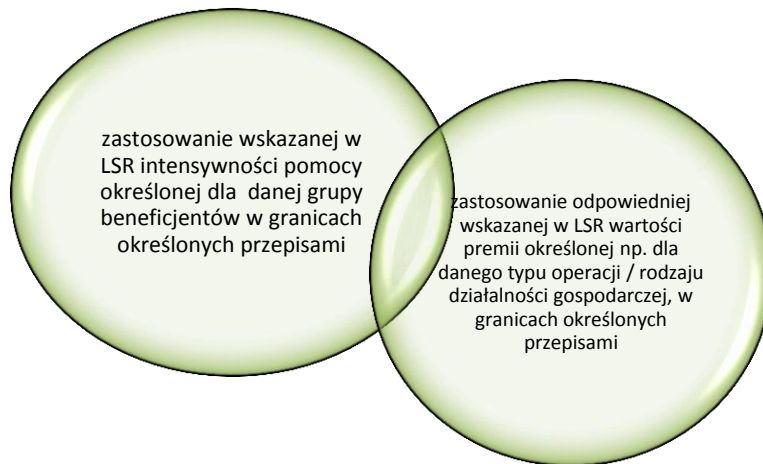 zastosowanie wskazanej w
LSR intensywności pomocy
określonej dla danej grupy
beneficjentów w granicach
określonych przepisami
zastosowanie odpowiedniej
wskazanej w LSR wartości
premii określonej np. dla
danego typu operacji / rodzaju
działalności gospodarczej, w
granicach określonych
przepisami